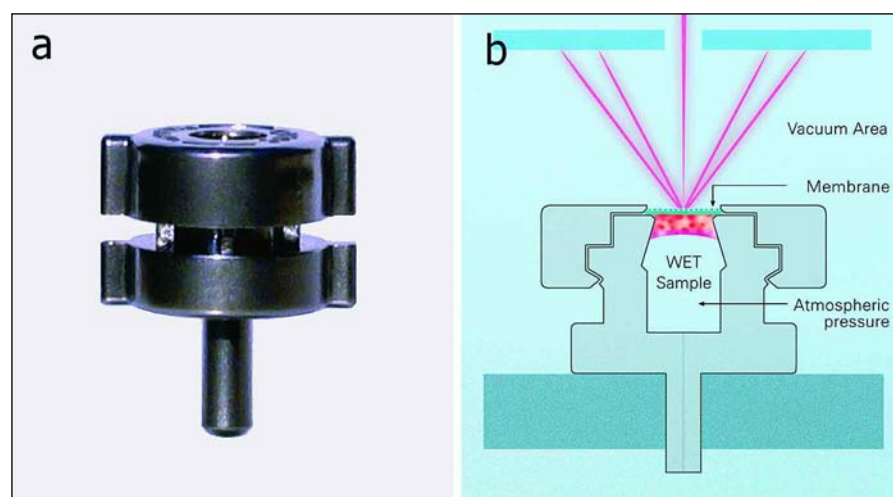 a
b
Vacuum Area
Membrane
WET
Sample
Atmospheric
pressure